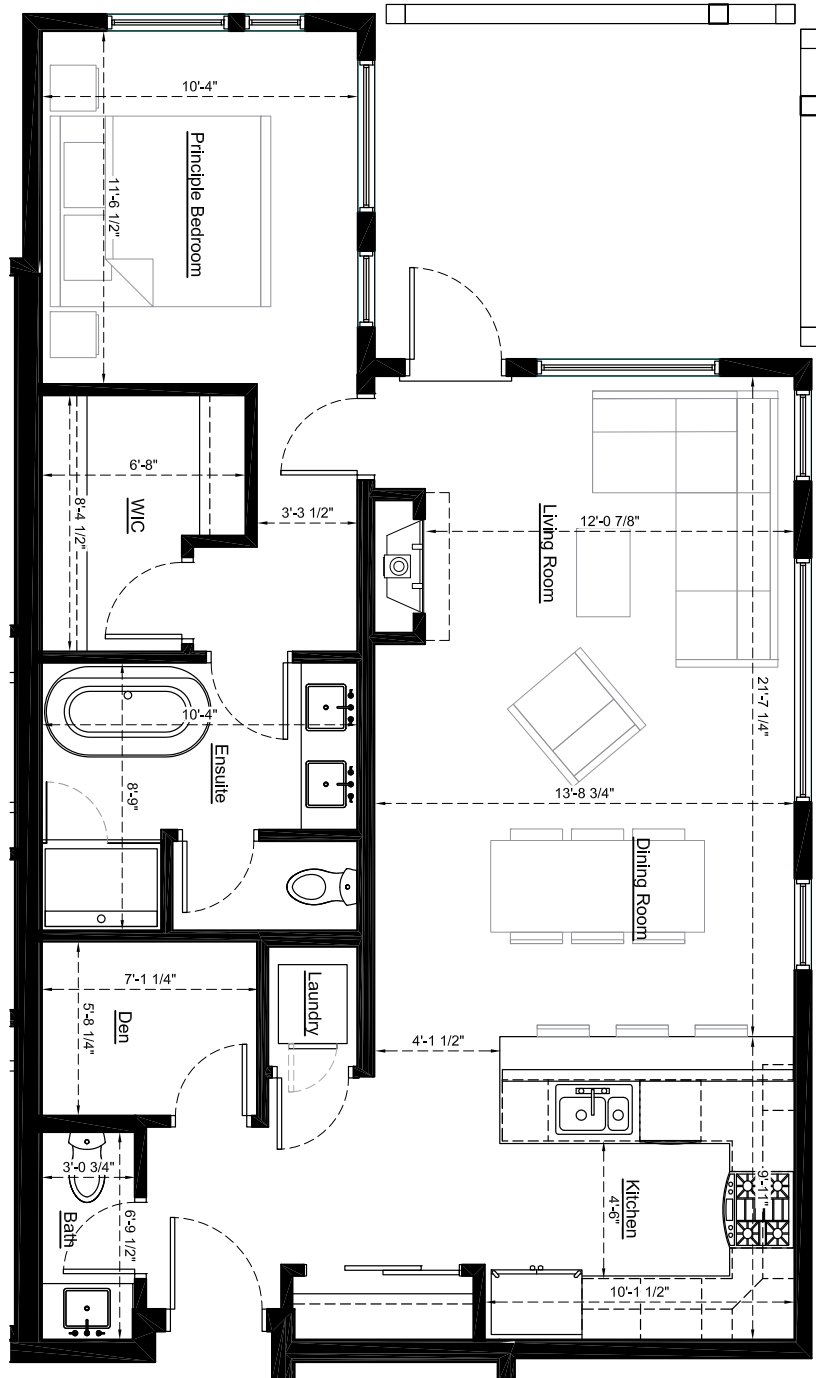 10'-4"
Principle Bedroom
11'-6 1/2"
6'-8"
WIC
8'-4 1/2"
3'-3 1/2"
Living Room
12'-0 7/8"
21'-7 1/4"
10'-4"
Ensuite
8'-9"
13'-8 3/4"
Dining Room
7'-1 1/4"
5'-8 1/4"
Den
Laundry
4'-1 1/2"
3'-0 3/4"
Bath
6'-9 1/2"
Kitchen
4'-6"
9'-11"
10'-1 1/2"